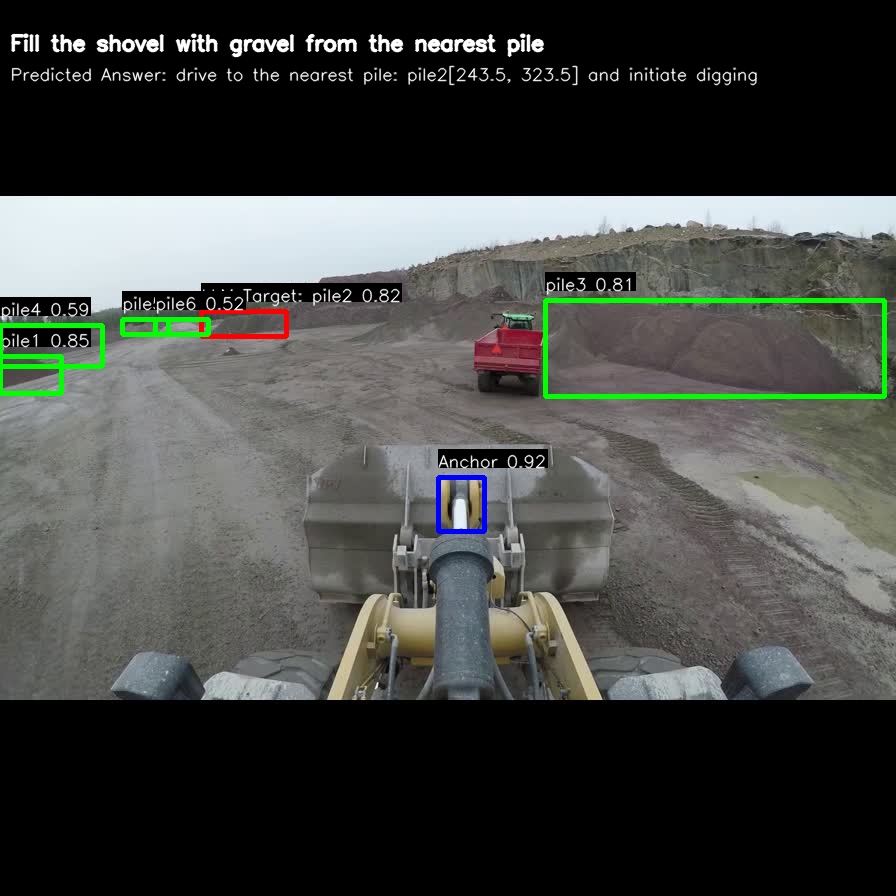 Fill the shovel with gravel from the nearest pile
Predicted Answer: drive to the nearest pile: pile2[243.5, 323.5] and initiate digging
pile3 0.81
Target: pile2 0.82
pile6 0.52
pile4 0.59
pile1 0.85
Anchor 0.92